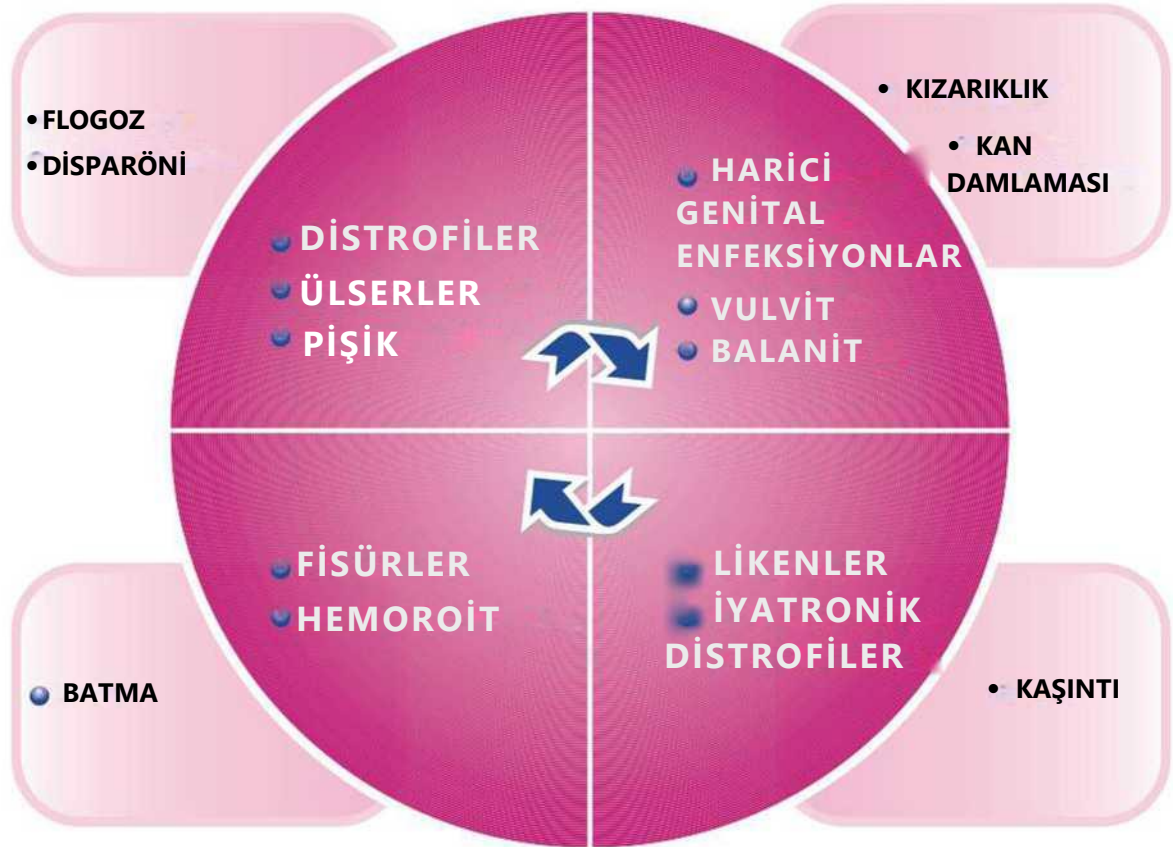 • FLOGOZ
• DİSPARÖNİ
• KIZARIKLIK
• KAN
DAMLAMASI
DİSTROFİLER
ÜLSERLER
PİŞİK
HARİCİ
GENİTAL
ENFEKSİYONLAR
VULVİT
BALANİT
FİSÜRLER
HEMOROİT
LİKENLER
İYATRONİK
DİSTROFİLER
BATMA
• KAŞINTI